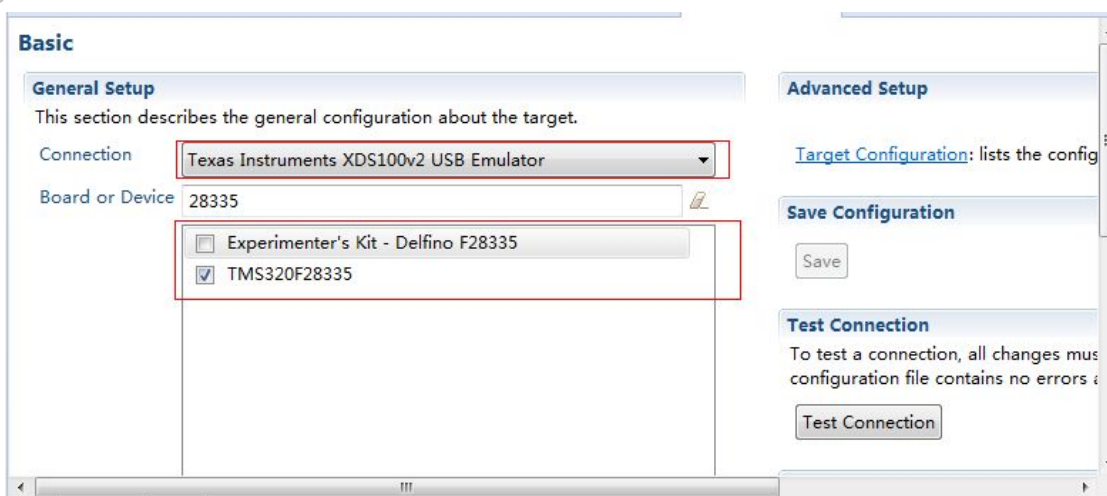 Basic
General Setup
This section describes the general configuration about the target.
Connection
Texas Instruments XDS100v2 USB Emulator
Board or Device
28335
Experimenter's Kit - Delfino F28335
TMS320F28335
Advanced Setup
Target Configuration: lists the config
Save Configuration
Save
Test Connection
To test a connection, all changes mus
configuration file contains no errors
Test Connection